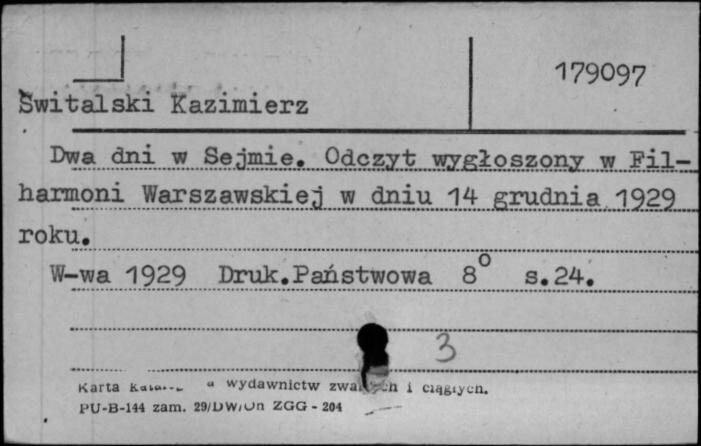 179097
Świtalski Kazimierz
Dwa dni w Sejmie. Odczyt wygłoszony w Fil-
harmoni Warszawskiej w dniu 14 grudnia 1929
roku.
W-wa 1929 Druk.Państwowa 8° s.24.
3
Karta wydawnictw i ciągłych.
PU-B-144 zam. 29/DW/On ZGG - 204